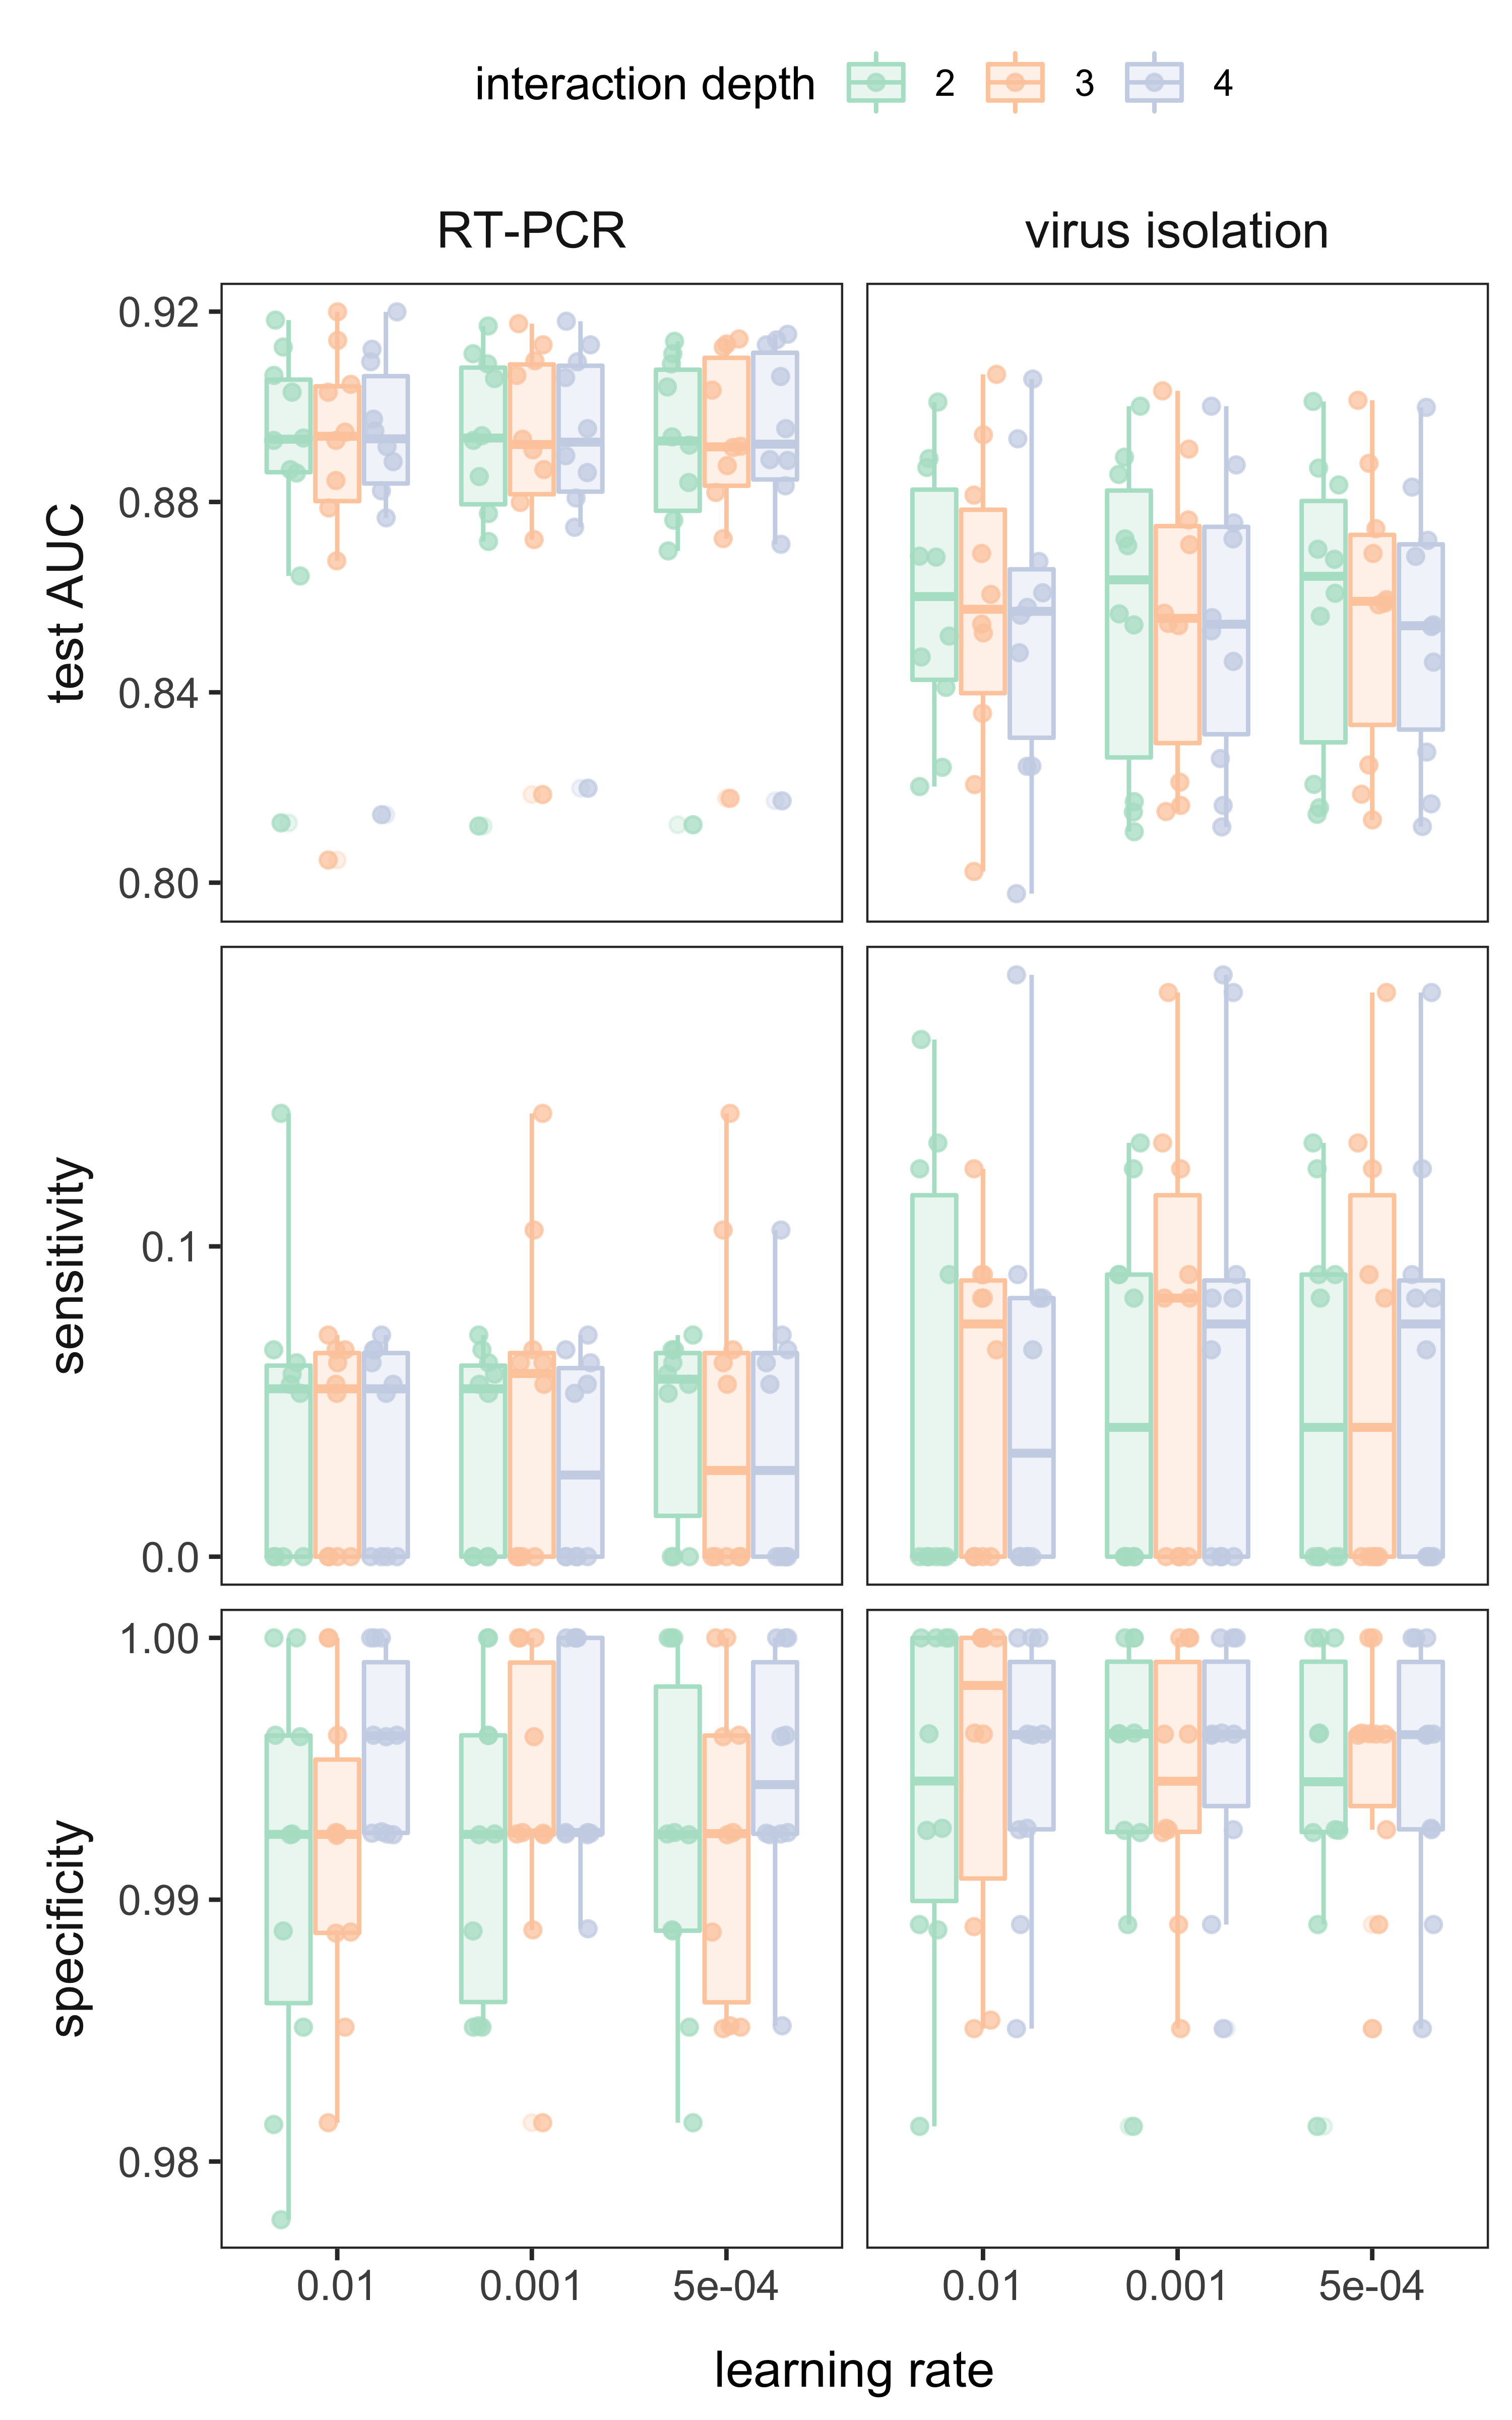 interaction depth 2 3 4
RT-PCR virus isolation
test AUC
0.92
0.88
0.84
0.80
sensitivity
0.1
0.0
specificity
1.00
0.99
0.98
0.01 0.001 5e-04 0.01 0.001 5e-04
learning rate